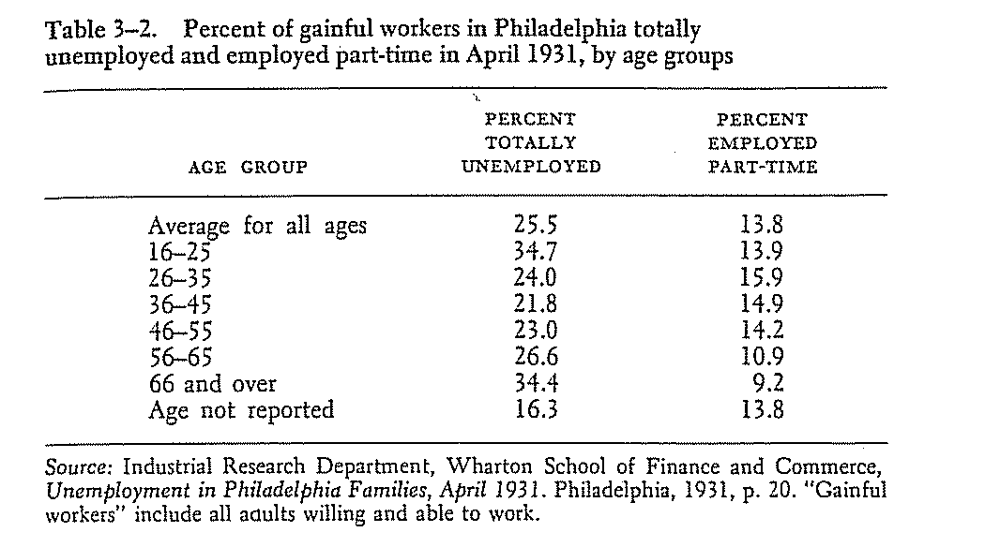 Table 3–2. Percent of gainful workers in Philadelphia totally
unemployed and employed part-time in April 1931, by age groups
AGE GROUP PERCENT TOTALLY UNEMPLOYED PERCENT EMPLOYED PART-TIME
Average for all ages 25.5 13.8
16–25 34.7 13.9
26–35 24.0 15.9
36–45 21.8 14.9
46–55 23.0 14.2
56–65 26.6 10.9
66 and over 34.4 9.2
Age not reported 16.3 13.8
Source: Industrial Research Department, Wharton School of Finance and Commerce,
Unemployment in Philadelphia Families, April 1931. Philadelphia, 1931, p. 20. "Gainful
workers" include all adults willing and able to work.